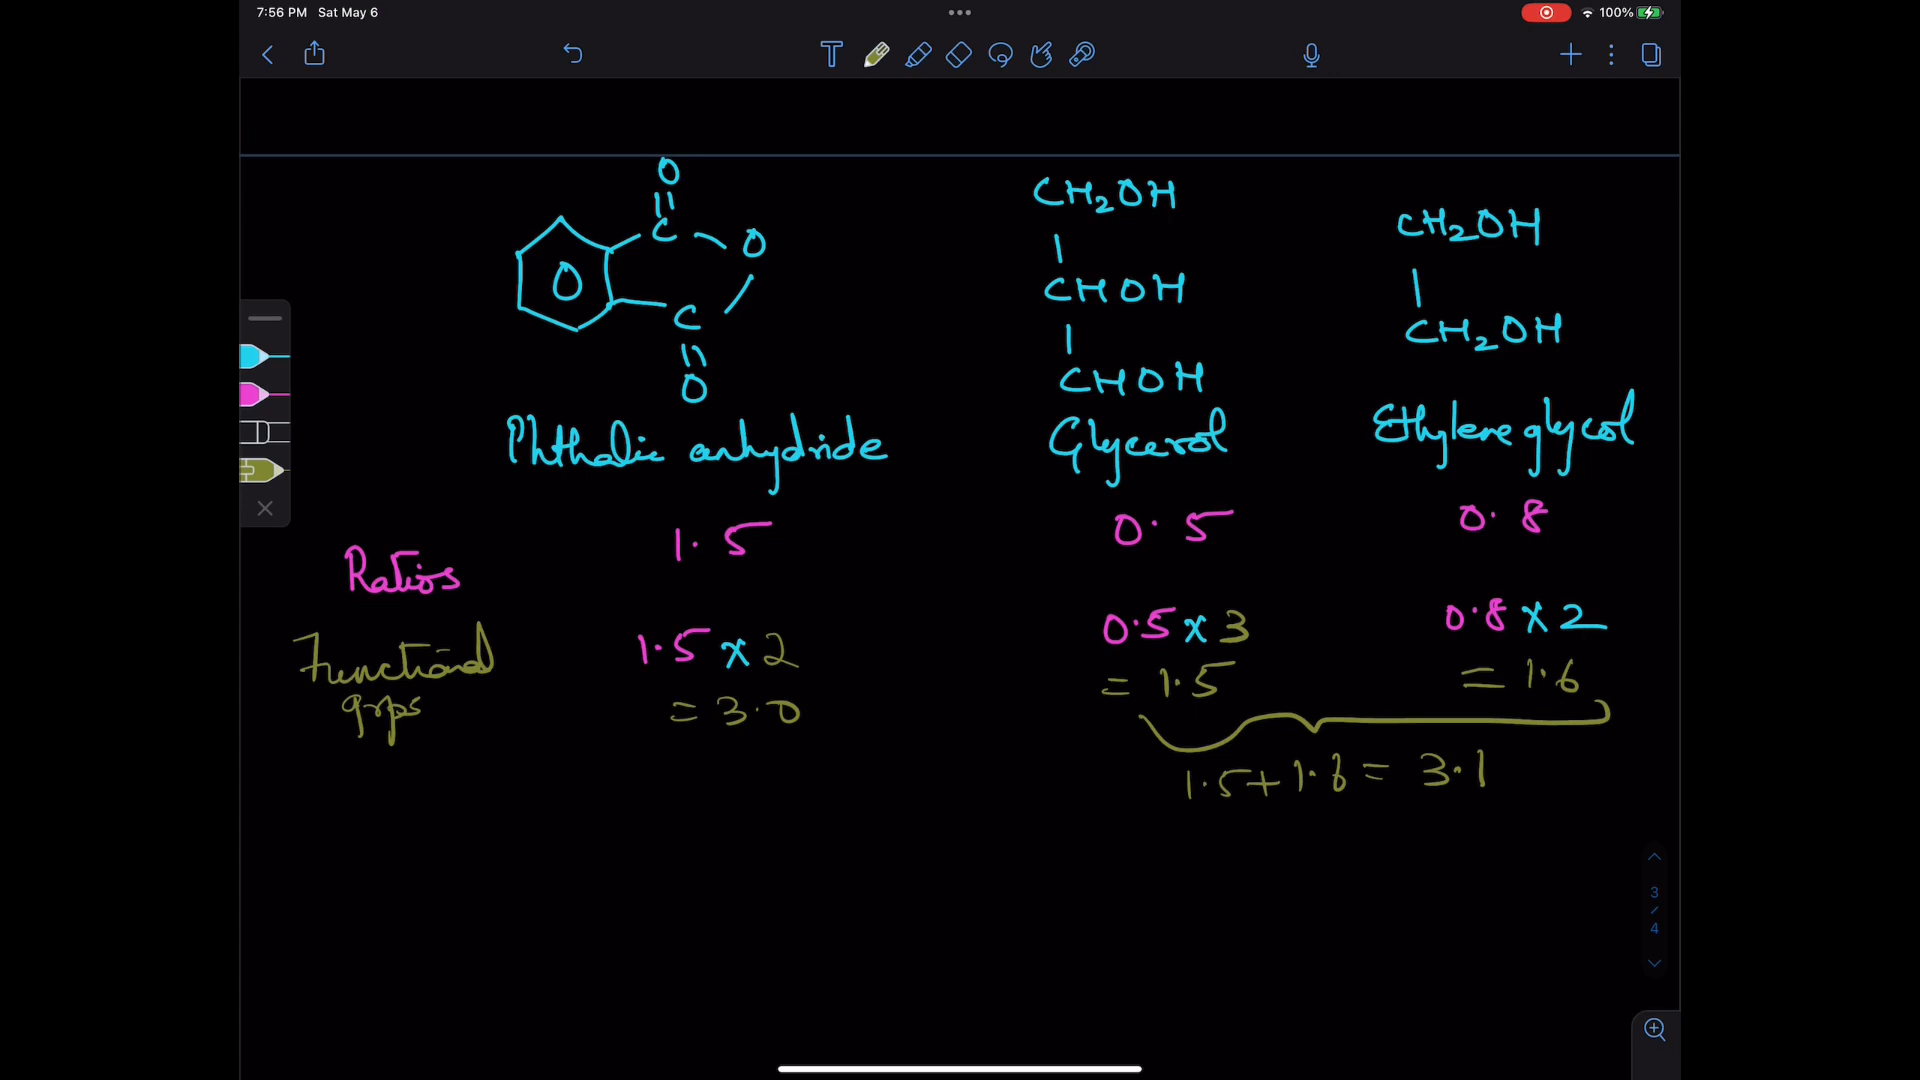 7:56 PM Sat May 6
100%
O
||
C
O
C
||
O
O
Phthalic anhydride
CH₂OH
|
CHOH
|
CHOH
Glycerol
CH₂OH
|
CH₂OH
Ethylene glycol
Ratios
1.5
0.5
0.8
Functional
grps
1.5 x 2
= 3.0
0.5 x 3
= 1.5
0.8 x 2
= 1.6
1.5 + 1.6 = 3.1
3
/
4